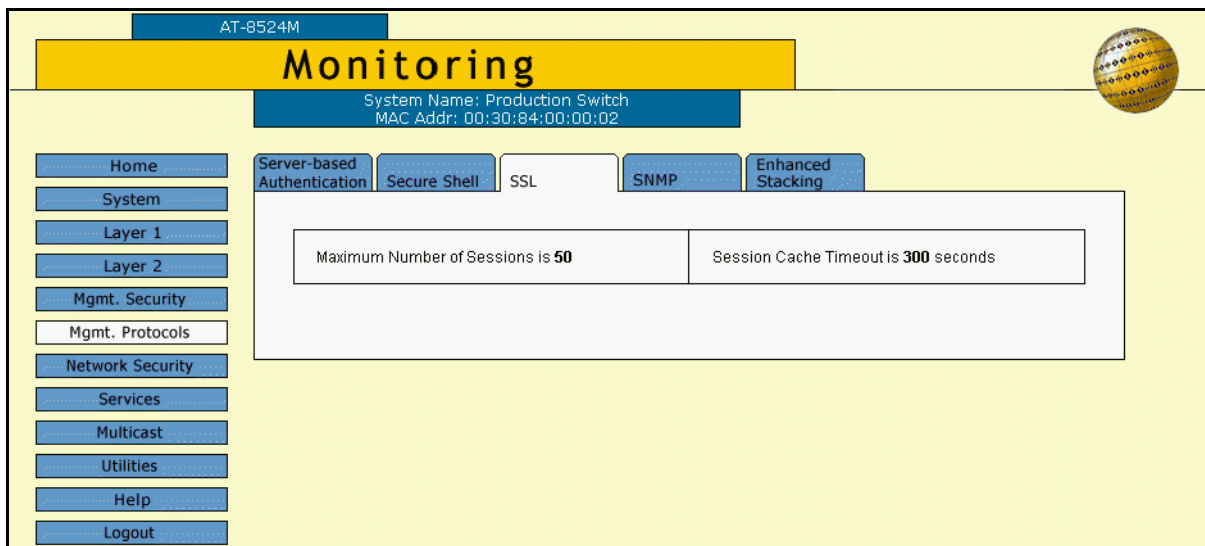 AT-8524M
Monitoring
System Name: Production Switch
MAC Addr: 00:30:84:00:00:02
Home
System
Layer 1
Layer 2
Mgmt. Security
Mgmt. Protocols
Network Security
Services
Multicast
Utilities
Help
Logout
Server-based
Authentication
Secure Shell
SSL
SNMP
Enhanced
Stacking
Maximum Number of Sessions is 50
Session Cache Timeout is 300 seconds